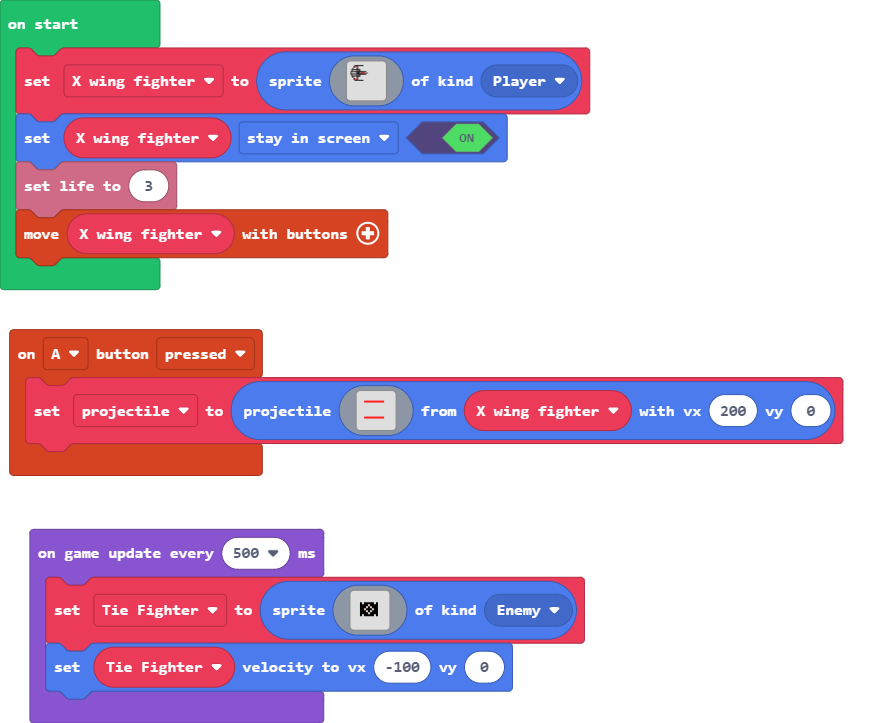 on start
set X wing fighter to sprite of kind Player
set X wing fighter stay in screen ON
set life to 3
move X wing fighter with buttons
on A button pressed
set projectile to projectile from X wing fighter with vx 200 vy 0
on game update every 500 ms
set Tie Fighter to sprite of kind Enemy
set Tie Fighter velocity to vx -100 vy 0